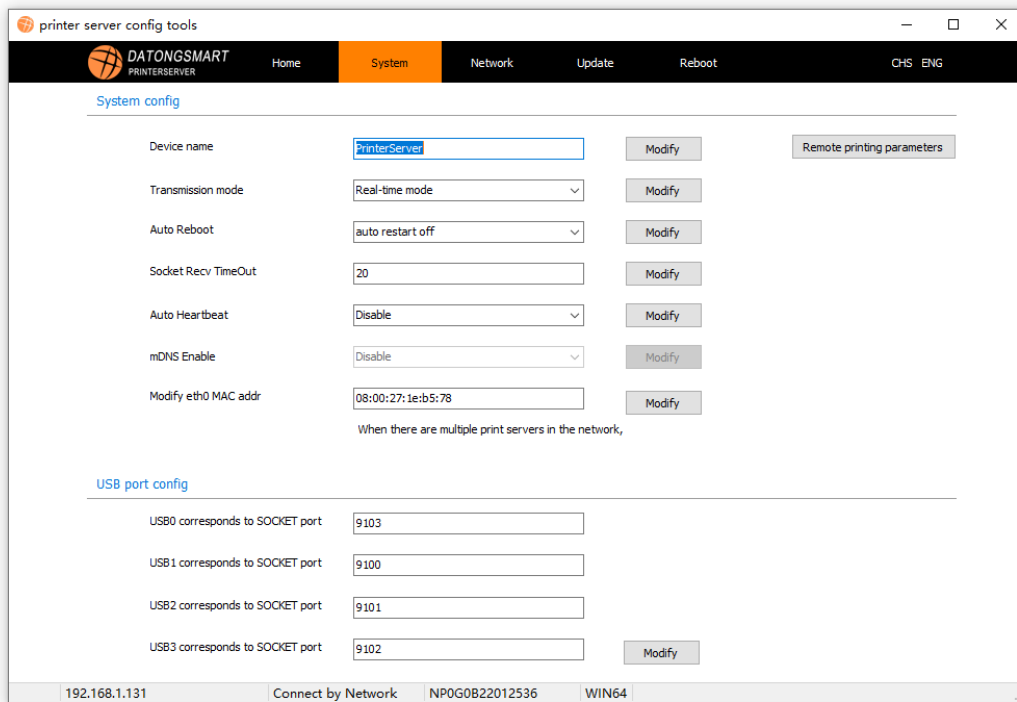 printer server config tools
DATONGSMART
PRINTERSERVER
Home System Network Update Reboot CHS ENG
System config
Device name PrinterServer Modify Remote printing parameters
Transmission mode Real-time mode Modify
Auto Reboot auto restart off Modify
Socket Recv TimeOut 20 Modify
Auto Heartbeat Disable Modify
mDNS Enable Disable Modify
Modify eth0 MAC addr 08:00:27:1e:b5:78 Modify
When there are multiple print servers in the network,
USB port config
USB0 corresponds to SOCKET port 9103
USB1 corresponds to SOCKET port 9100
USB2 corresponds to SOCKET port 9101
USB3 corresponds to SOCKET port 9102 Modify
192.168.1.131 Connect by Network NP0G0B22012536 WIN64